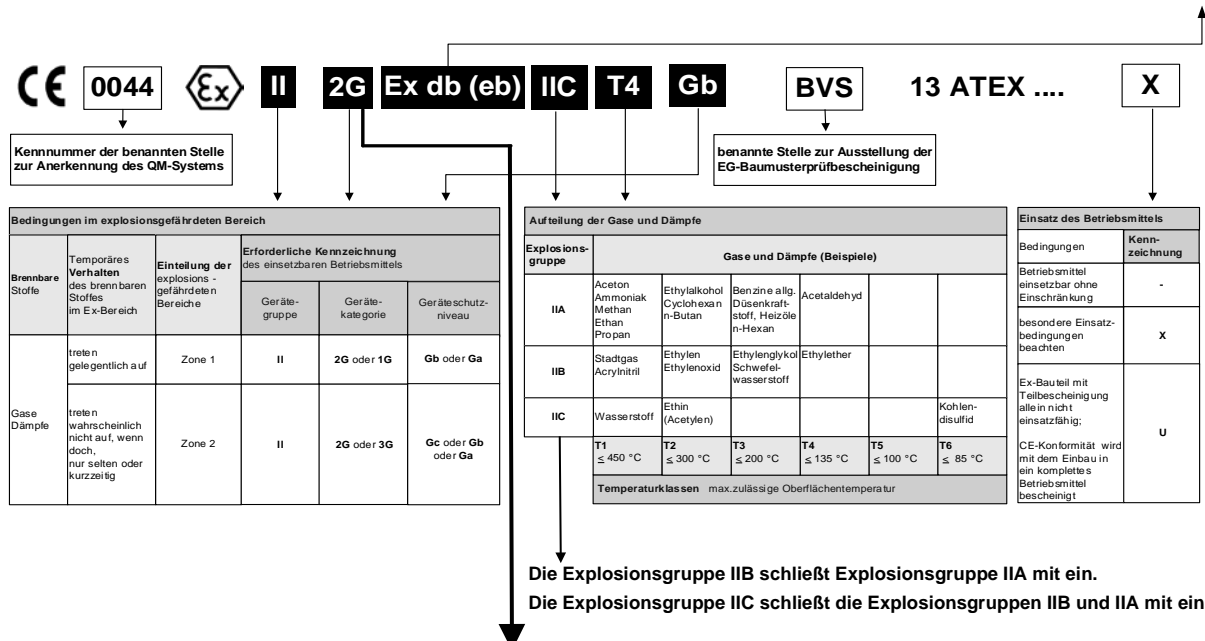 CE 0044 Ex II 2G Ex db (eb) IIC T4 Gb BVS 13 ATEX .... X
Kennnummer der benannten Stelle
zur Anerkennung des QM-Systems
benannte Stelle zur Ausstellung der
EG-Baumusterprüfbescheinigung
Bedingungen im explosionsgefährdeten Bereich
Brennbare
Stoffe
Temporäres
Verhalten
des brennbaren
Stoffes
im Ex-Bereich
Einteilung der
explosions -
gefährdeten
Bereiche
Erforderliche Kennzeichnung
des einsetzbaren Betriebsmittels
Geräte-
gruppe
Geräte-
kategorie
Geräteschutz-
niveau
Gase
Dämpfe
treten
gelegentlich auf
Zone 1
II
2G oder 1G
Gb oder Ga
treten
wahrscheinlich
nicht auf, wenn
doch,
nur selten oder
kurzzeitig
Zone 2
II
2G oder 3G
Gc oder Gb
oder Ga
Aufteilung der Gase und Dämpfe
Explosions-
gruppe
Gase und Dämpfe (Beispiele)
IIA
Aceton
Ammoniak
Methan
Ethan
Propan
Ethylalkohol
Cyclohexan
n-Butan
Benzine allg.
Düsenkraft-
stoff, Heizöle
n-Hexan
Acetaldehyd
IIB
Stadtgas
Acrylnitril
Ethylen
Ethylenoxid
Ethylenglykol
Schwefel-
wasserstoff
Ethylether
IIC
Wasserstoff
Ethin
(Acetylen)
Kohlen-
disulfid
T1
≤ 450 °C
T2
≤ 300 °C
T3
≤ 200 °C
T4
≤ 135 °C
T5
≤ 100 °C
T6
≤ 85 °C
Temperaturklassen max.zulässige Oberflächentemperatur
Einsatz des Betriebsmittels
Bedingungen
Kenn-
zeichnung
Betriebsmittel
einsetzbar ohne
Einschränkung
-
besondere Einsatz-
bedingungen
beachten
X
Ex-Bauteil mit
Teilbescheinigung
allein nicht
einsatzfähig;
CE-Konformität wird
mit dem Einbau in
ein komplettes
Betriebsmittel
bescheinigt
U
Die Explosionsgruppe IIB schließt Explosionsgruppe IIA mit ein.
Die Explosionsgruppe IIC schließt die Explosionsgruppen IIB und IIA mit ein